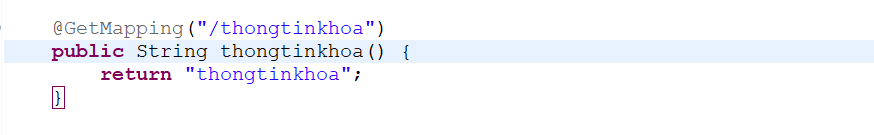 @GetMapping("/thongtinkhoa")
public String thongtinkhoa() {
return "thongtinkhoa";
}